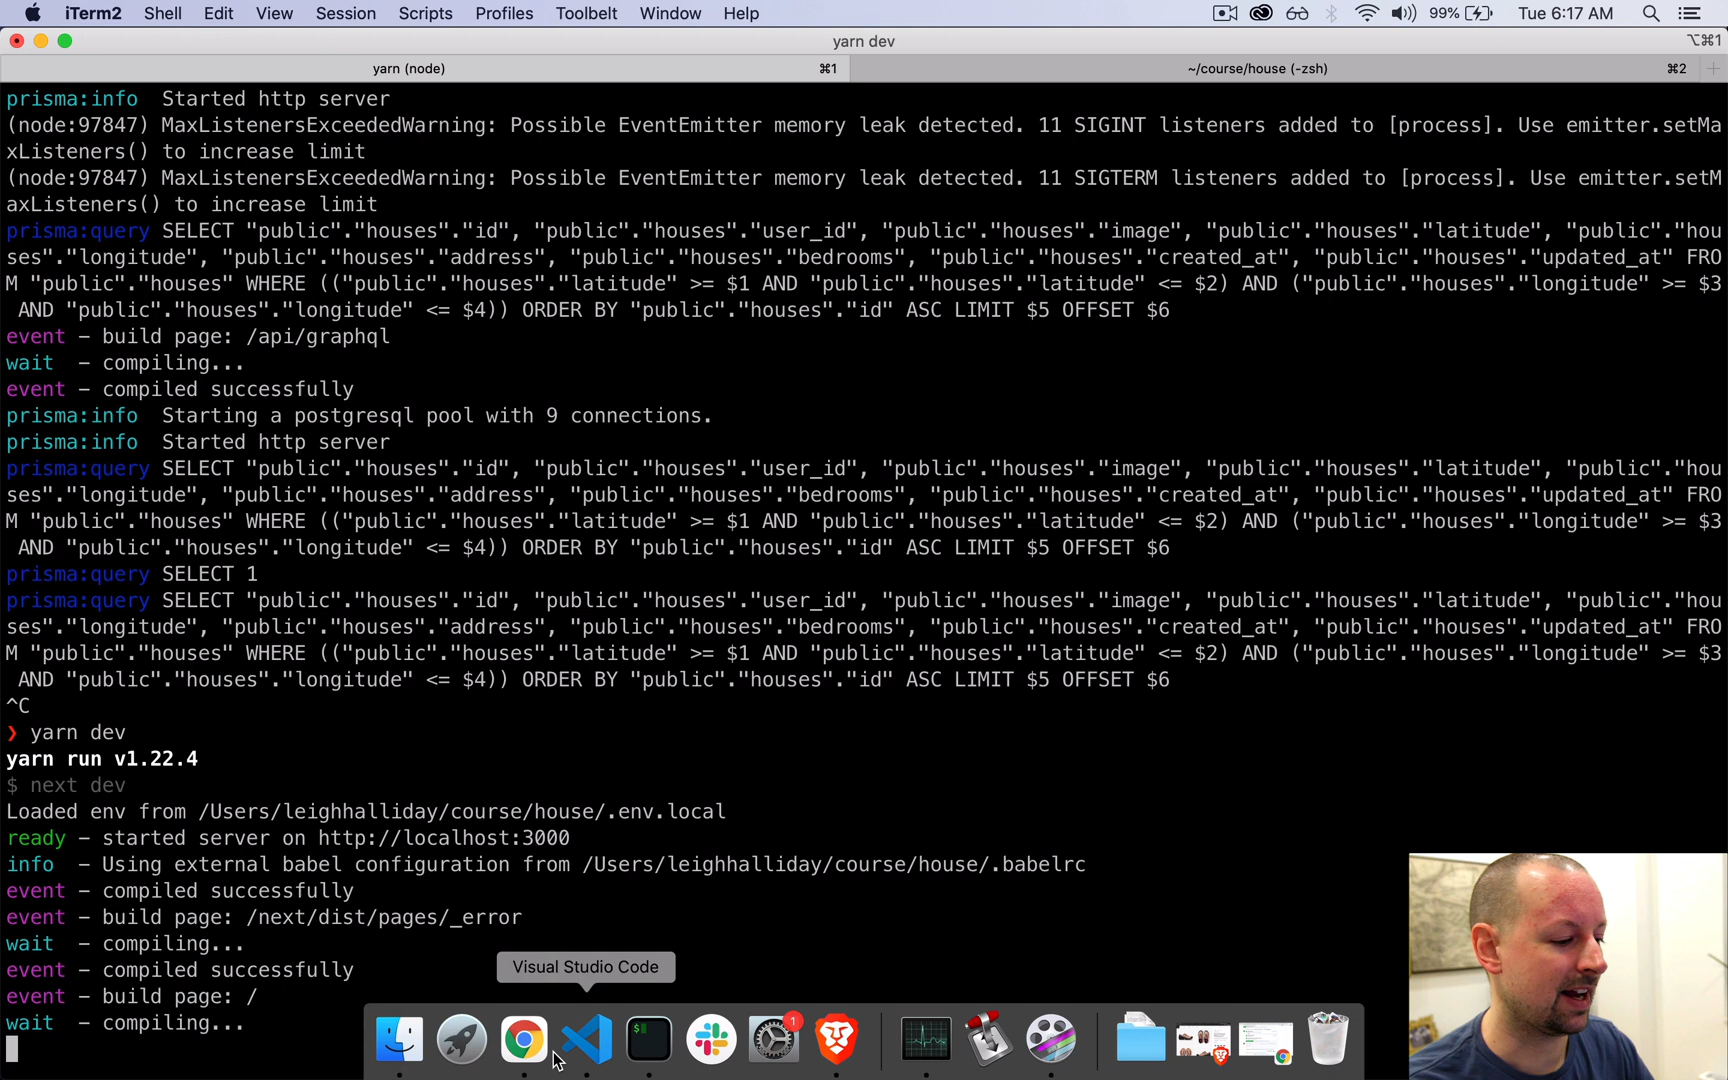 iTerm2 Shell Edit View Session Scripts Profiles Toolbelt Window Help 99% Tue 6:17 AM
yarn dev ⌥⌘1
yarn (node) ⌘1 ~/course/house (-zsh) ⌘2 +
prisma:info  Started http server
(node:97847) MaxListenersExceededWarning: Possible EventEmitter memory leak detected. 11 SIGINT listeners added to [process]. Use emitter.setMa
xListeners() to increase limit
(node:97847) MaxListenersExceededWarning: Possible EventEmitter memory leak detected. 11 SIGTERM listeners added to [process]. Use emitter.setM
axListeners() to increase limit
prisma:query SELECT "public"."houses"."id", "public"."houses"."user_id", "public"."houses"."image", "public"."houses"."latitude", "public"."hou
ses"."longitude", "public"."houses"."address", "public"."houses"."bedrooms", "public"."houses"."created_at", "public"."houses"."updated_at" FRO
M "public"."houses" WHERE (("public"."houses"."latitude" >= $1 AND "public"."houses"."latitude" <= $2) AND ("public"."houses"."longitude" >= $3
 AND "public"."houses"."longitude" <= $4)) ORDER BY "public"."houses"."id" ASC LIMIT $5 OFFSET $6
event - build page: /api/graphql
wait  - compiling...
event - compiled successfully
prisma:info  Starting a postgresql pool with 9 connections.
prisma:info  Started http server
prisma:query SELECT "public"."houses"."id", "public"."houses"."user_id", "public"."houses"."image", "public"."houses"."latitude", "public"."hou
ses"."longitude", "public"."houses"."address", "public"."houses"."bedrooms", "public"."houses"."created_at", "public"."houses"."updated_at" FRO
M "public"."houses" WHERE (("public"."houses"."latitude" >= $1 AND "public"."houses"."latitude" <= $2) AND ("public"."houses"."longitude" >= $3
 AND "public"."houses"."longitude" <= $4)) ORDER BY "public"."houses"."id" ASC LIMIT $5 OFFSET $6
prisma:query SELECT 1
prisma:query SELECT "public"."houses"."id", "public"."houses"."user_id", "public"."houses"."image", "public"."houses"."latitude", "public"."hou
ses"."longitude", "public"."houses"."address", "public"."houses"."bedrooms", "public"."houses"."created_at", "public"."houses"."updated_at" FRO
M "public"."houses" WHERE (("public"."houses"."latitude" >= $1 AND "public"."houses"."latitude" <= $2) AND ("public"."houses"."longitude" >= $3
 AND "public"."houses"."longitude" <= $4)) ORDER BY "public"."houses"."id" ASC LIMIT $5 OFFSET $6
^C
❯ yarn dev
yarn run v1.22.4
$ next dev
Loaded env from /Users/leighhalliday/course/house/.env.local
ready - started server on http://localhost:3000
info  - Using external babel configuration from /Users/leighhalliday/course/house/.babelrc
event - compiled successfully
event - build page: /next/dist/pages/_error
wait  - compiling...
event - compiled successfully
Visual Studio Code
event - build page: /
wait  - compiling...
$
1